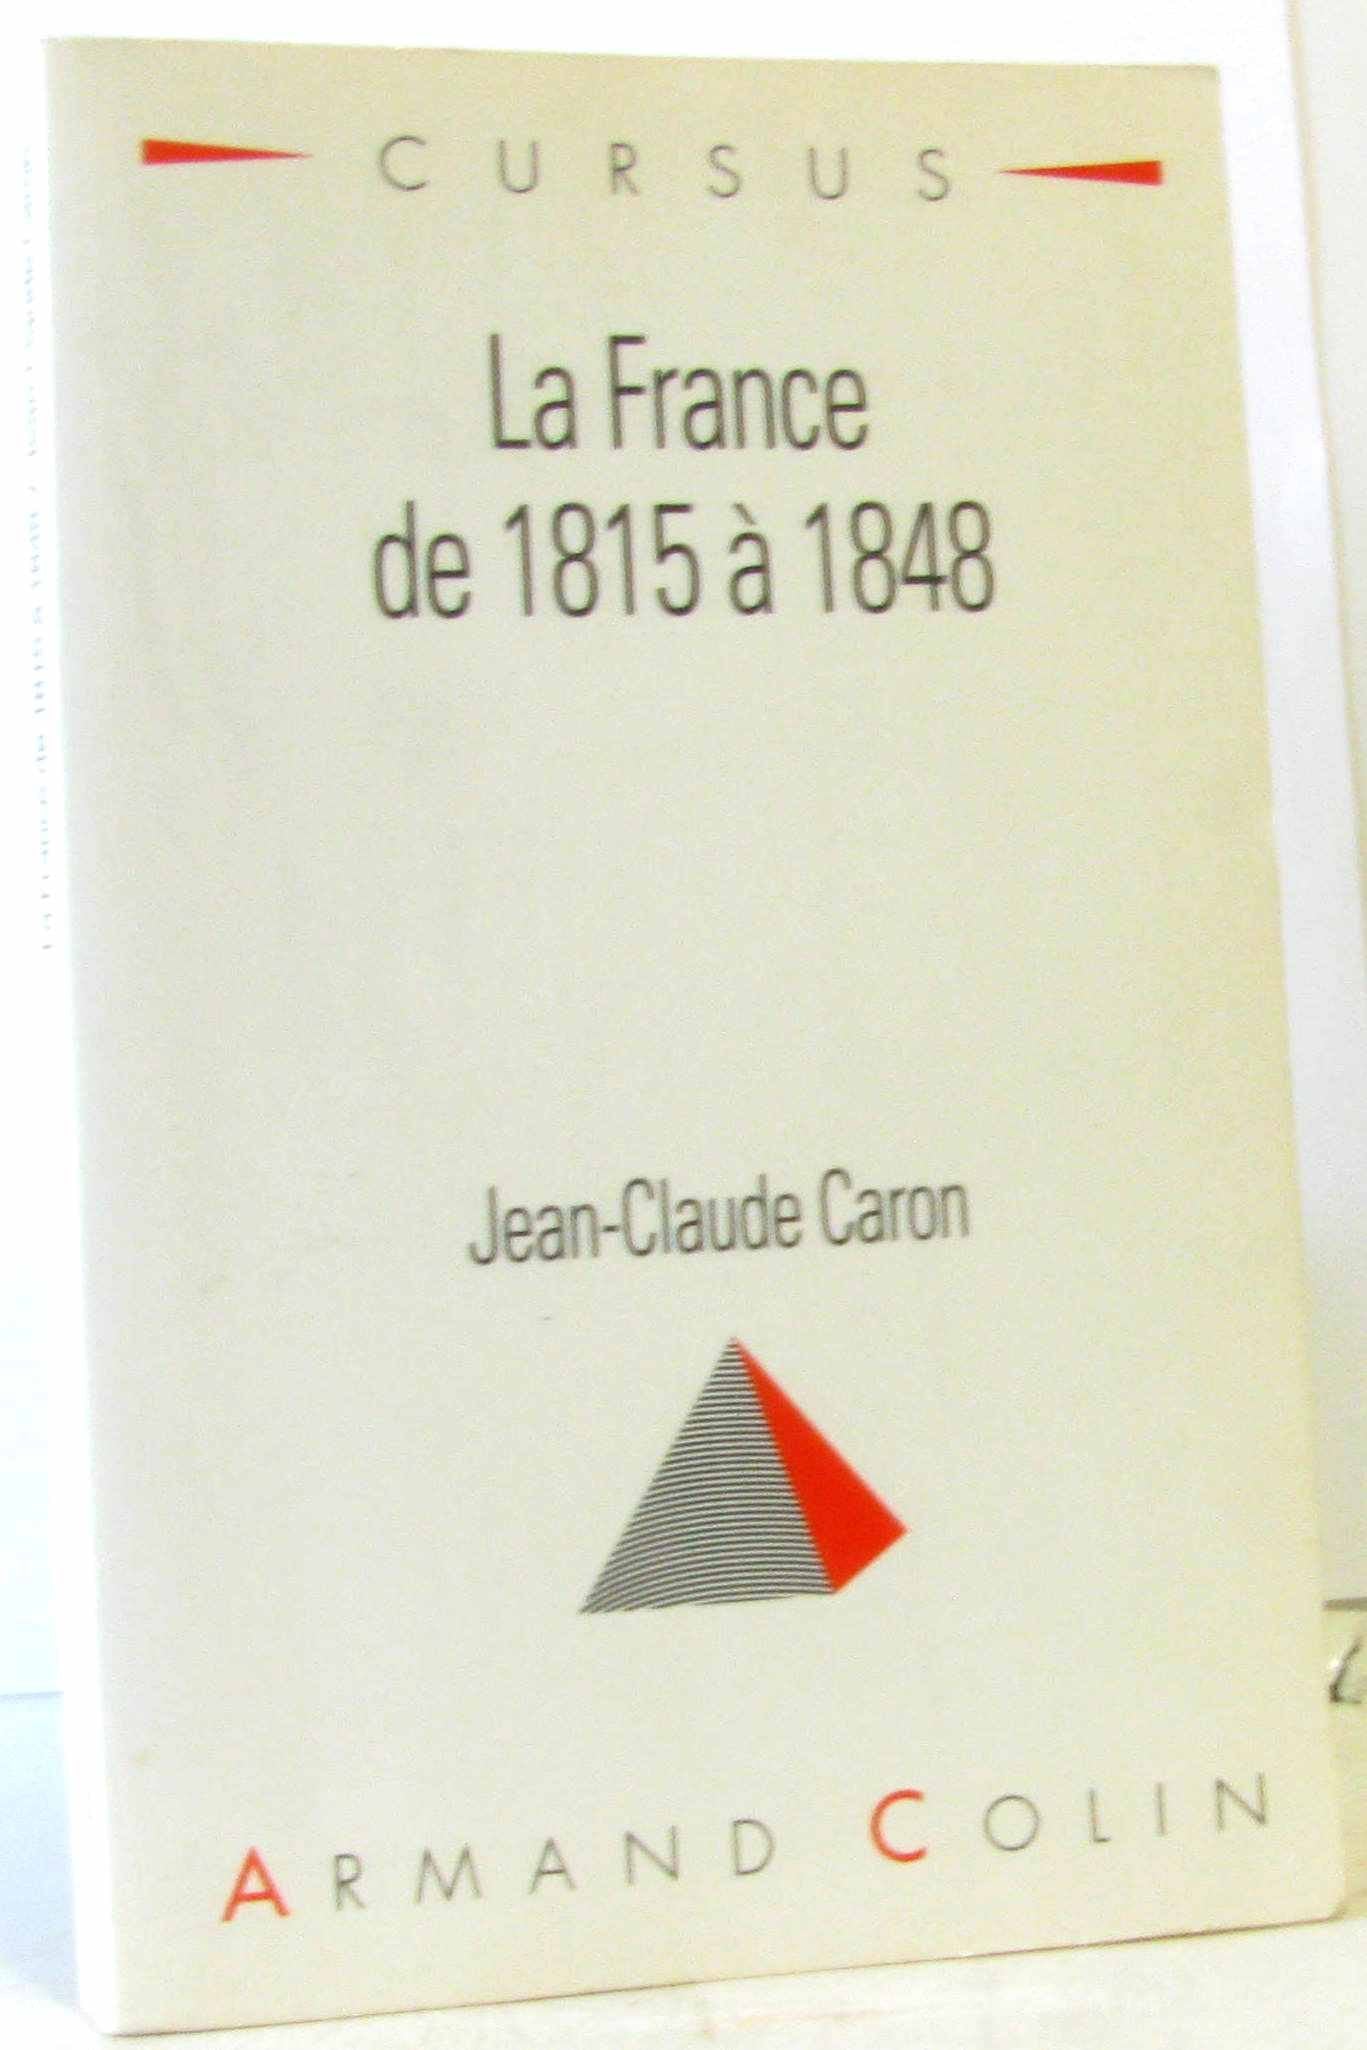 CURSUS
La France
de 1815 à 1848
Jean-Claude Caron
ARMAND COLIN